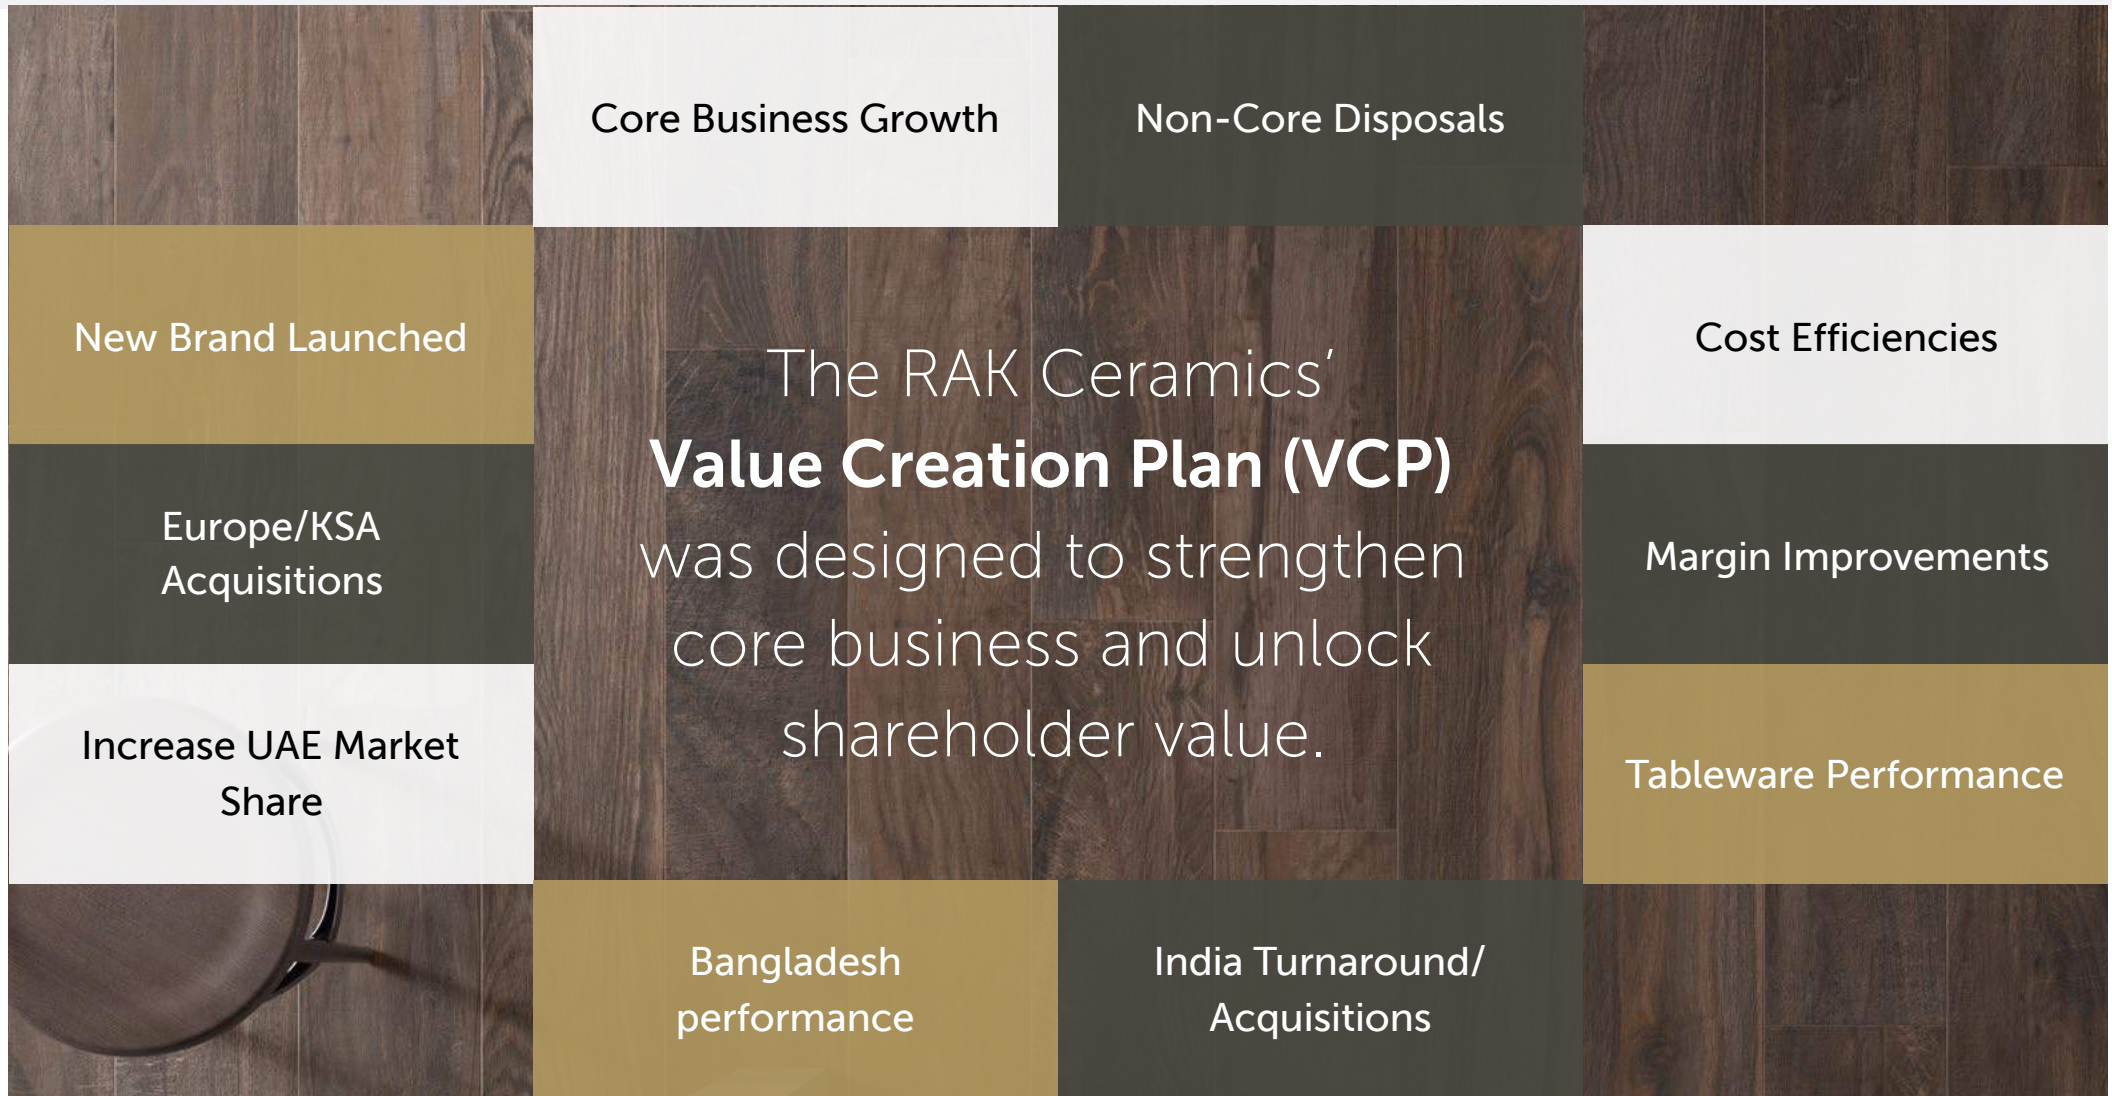 Core Business Growth
Non-Core Disposals
New Brand Launched
Cost Efficiencies
The RAK Ceramics’
Value Creation Plan (VCP)
was designed to strengthen
core business and unlock
shareholder value.
Europe/KSA
Acquisitions
Margin Improvements
Increase UAE Market
Share
Tableware Performance
Bangladesh
performance
India Turnaround/
Acquisitions